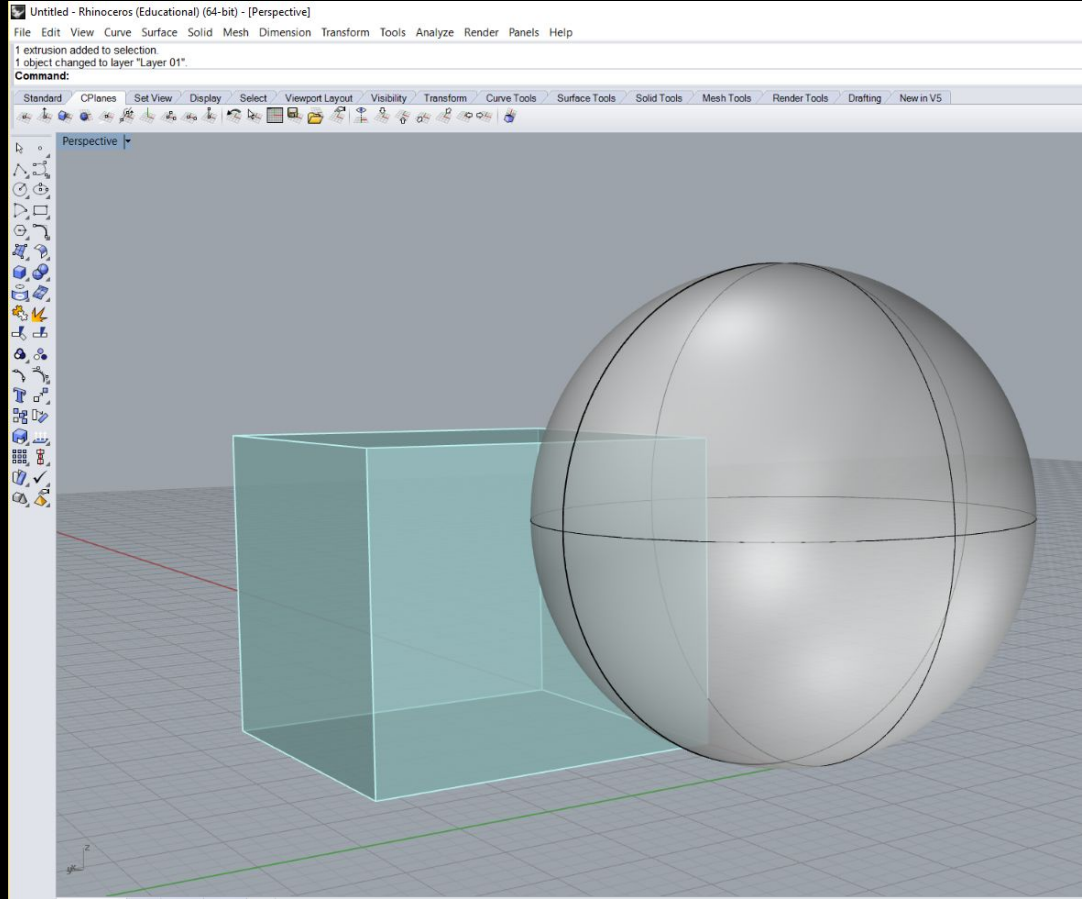 Untitled - Rhinoceros (Educational) (64-bit) - [Perspective]
File Edit View Curve Surface Solid Mesh Dimension Transform Tools Analyze Render Panels Help
1 extrusion added to selection.
1 object changed to layer "Layer 01".
Command:
Standard CPlanes Set View Display Select Viewport Layout Visibility Transform Curve Tools Surface Tools Solid Tools Mesh Tools Render Tools Drafting New in V5
Perspective
z